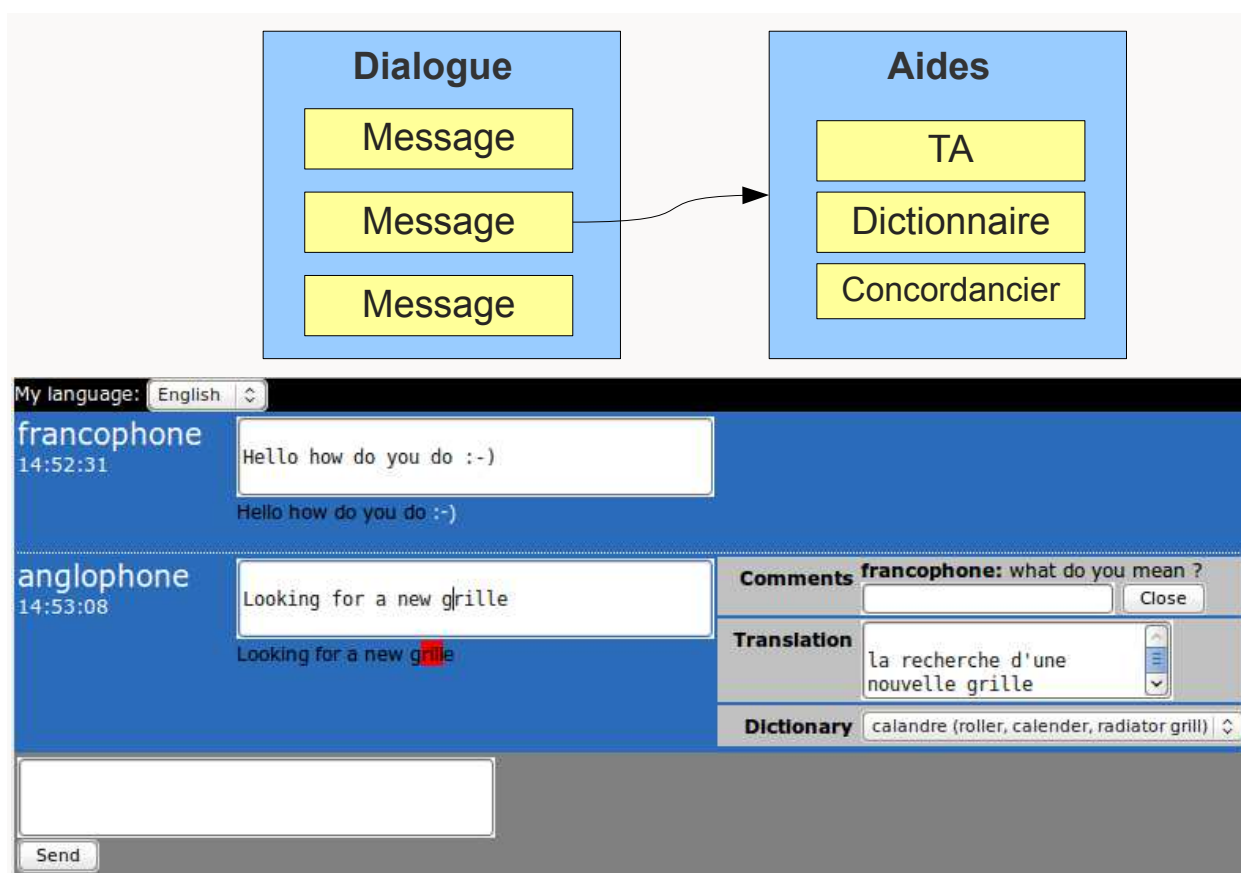 Dialogue
Message
Message
Message
Aides
TA
Dictionnaire
Concordancier
My language: English
francophone
14:52:31
Hello how do you do :-)
Hello how do you do :-)
anglophone
14:53:08
Looking for a new grille
Looking for a new grille
Comments francophone: what do you mean ?
Close
Translation
la recherche d'une
nouvelle grille
Dictionary calandre (roller, calender, radiator grill)
Send